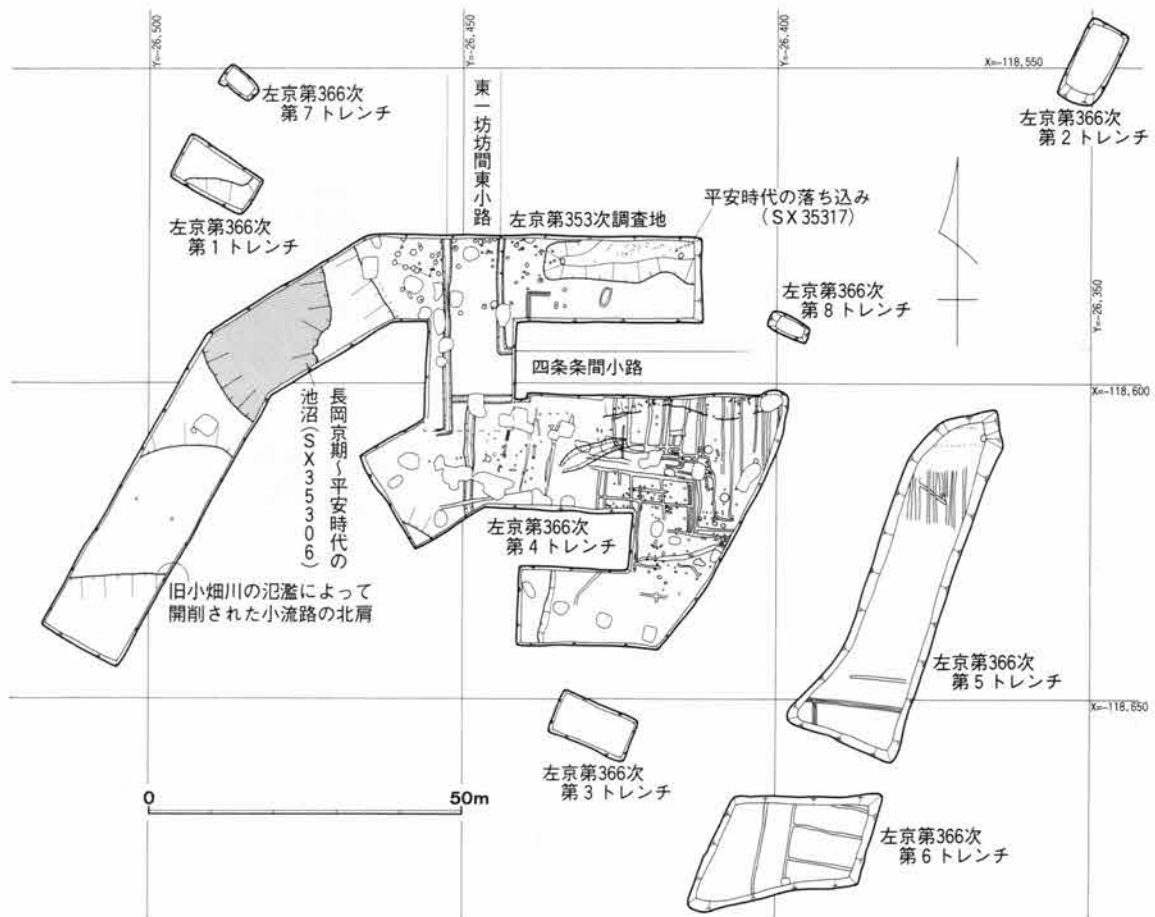 Y=-26,500
Y=-26,450
Y=-26,400
X=-118,550
左京第366次
第7トレンチ
左京第366次
第2トレンチ
東一坊坊間東小路
左京第366次
第1トレンチ
左京第353次調査地
平安時代の落ち込み
(SX35317)
左京第366次
第8トレンチ
Y=-26,350
四条条間小路
X=-118,600
長岡京期～平安時代の
池沼(SX35306)
左京第366次
第4トレンチ
旧小畑川の氾濫によって
開削された小流路の北肩
左京第366次
第5トレンチ
X=-118,650
左京第366次
第3トレンチ
0
50m
左京第366次
第6トレンチ